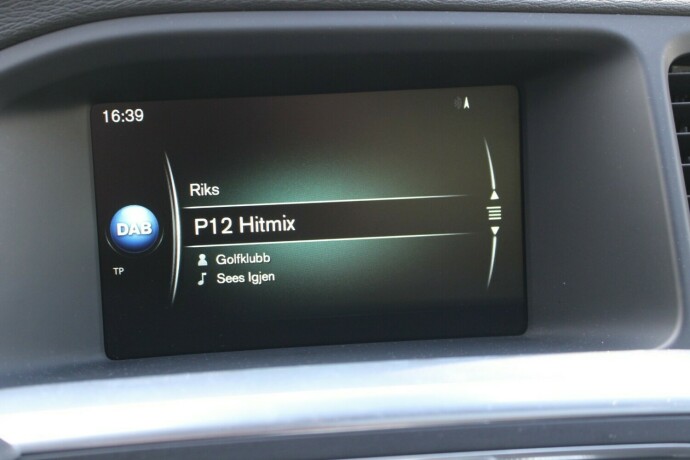 16:39
Riks
DAB
P12 Hitmix
TP
Golfklubb
Sees Igjen